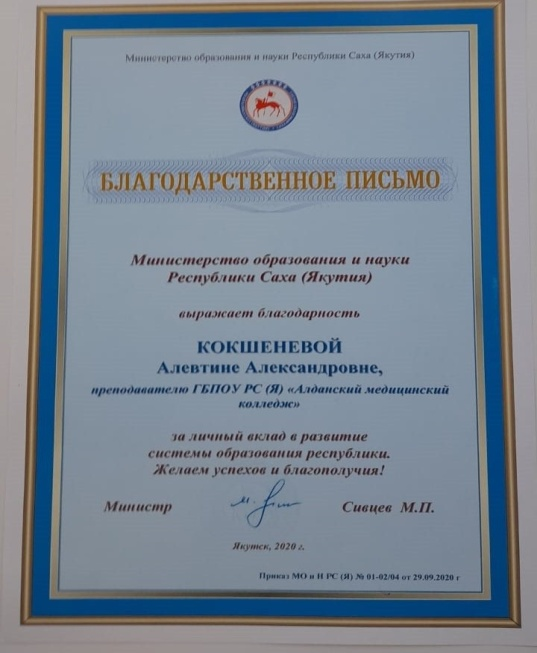 Министерство образования и науки Республики Саха (Якутия)
БЛАГОДАРСТВЕННОЕ ПИСЬМО
Министерство образования и науки
Республики Саха (Якутия)
выражает благодарность
КОКШЕНЕВОЙ
Алевтине Александровне,
преподавателю ГБПОУ РС (Я) «Алданский медицинский
колледж»
за личный вклад в развитие
системы образования республики.
Желаем успехов и благополучия!
Министр Сивцев М.П.
Якутск, 2020 г.
Приказ МО и Н РС (Я) № 01-02/04 от 29.09.2020 г